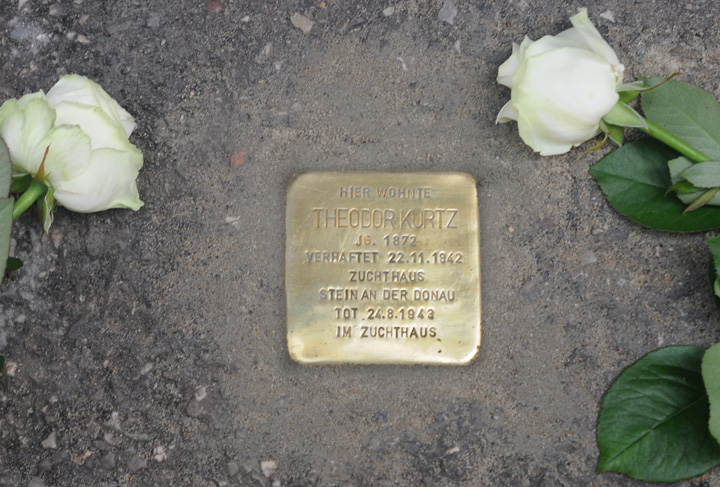 HIER WOHNTE
THEODOR KURTZ
JG. 1872
VERHAFTET 22.11.1942
ZUCHTHAUS
STEIN AN DER DONAU
TOT 24.8.1943
IM ZUCHTHAUS